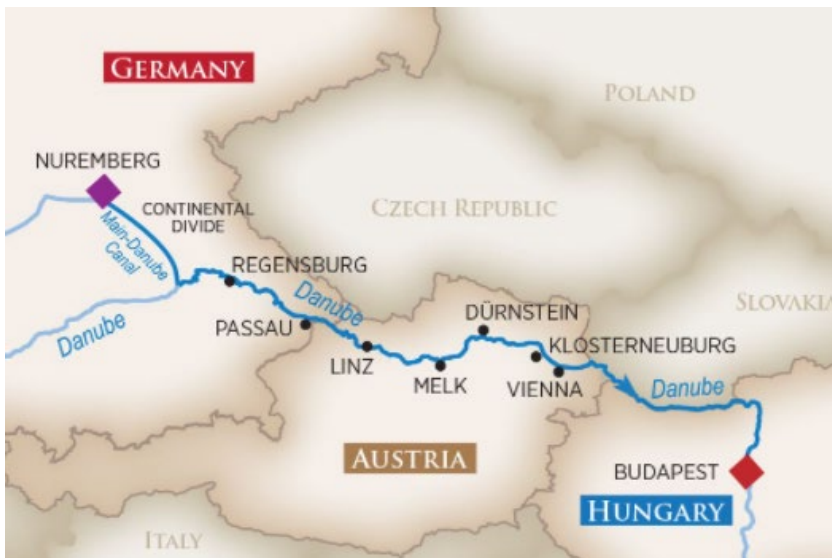 GERMANY
POLAND
NUREMBERG
CONTINENTAL
DIVIDE
Main-Danube
Canal
CZECH REPUBLIC
REGENSBURG
Danube
SLOVAKIA
Danube
PASSAU
DÜRNSTEIN
LINZ
KLOSTERNEUBURG
MELK
VIENNA
Danube
AUSTRIA
BUDAPEST
HUNGARY
ITALY